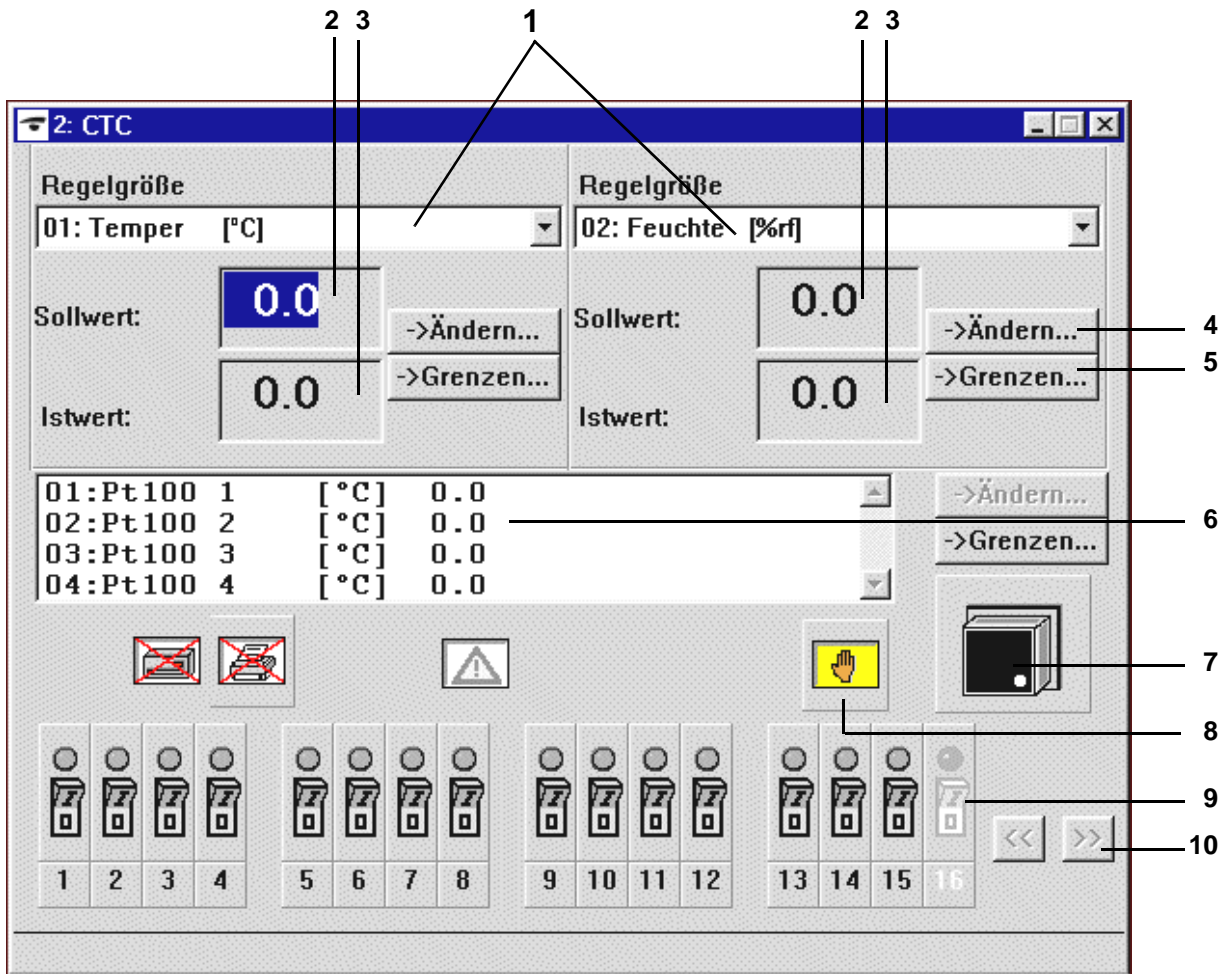 2 3 1 2 3
2: CTC
Regelgröße Regelgröße
01: Temper [°C] 02: Feuchte [%rf]
Sollwert: 0.0 ->Ändern... Sollwert: 0.0 ->Ändern... 4
Istwert: 0.0 ->Grenzen... Istwert: 0.0 ->Grenzen... 5
01:Pt100 1 [°C] 0.0 ->Ändern...
02:Pt100 2 [°C] 0.0 6
03:Pt100 3 [°C] 0.0 ->Grenzen...
04:Pt100 4 [°C] 0.0
7
8
9
<< >> 10
1 2 3 4 5 6 7 8 9 10 11 12 13 14 15 16